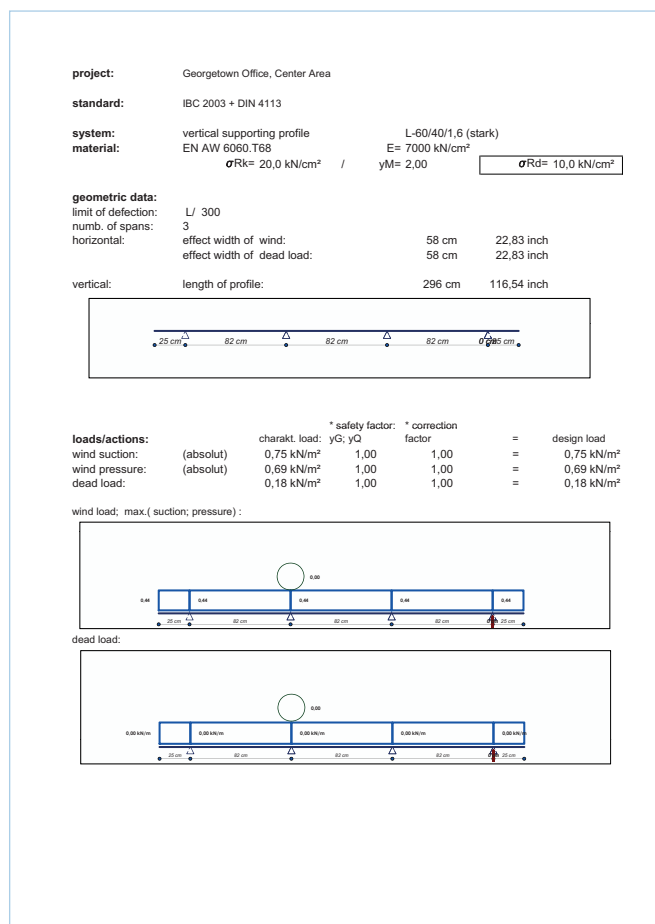 project: Georgetown Office, Center Area
standard: IBC 2003 + DIN 4113
system: vertical supporting profile L-60/40/1,6 (stark)
material: EN AW 6060.T68 E= 7000 kN/cm²
σRk= 20,0 kN/cm² / yM= 2,00 σRd= 10,0 kN/cm²
geometric data:
limit of defection: L/ 300
numb. of spans: 3
horizontal: effect width of wind: 58 cm 22,83 inch
effect width of dead load: 58 cm 22,83 inch
vertical: length of profile: 296 cm 116,54 inch
25 cm 82 cm 82 cm 82 cm 25 cm
* safety factor: * correction
loads/actions: charakt. load: yG; yQ factor = design load
wind suction: (absolut) 0,75 kN/m² 1,00 1,00 = 0,75 kN/m²
wind pressure: (absolut) 0,69 kN/m² 1,00 1,00 = 0,69 kN/m²
dead load: 0,18 kN/m² 1,00 1,00 = 0,18 kN/m²
wind load; max.( suction; pressure) :
0,00
0,44 0,44 0,44 0,44 0,44
25 cm 82 cm 82 cm 82 cm 25 cm
dead load:
0,00
0,00 kN/m 0,00 kN/m 0,00 kN/m 0,00 kN/m 0,00 kN/m
25 cm 82 cm 82 cm 82 cm 25 cm